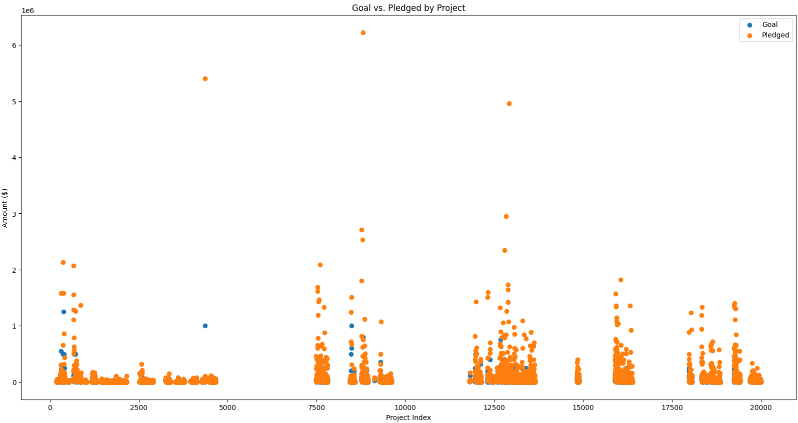 Goal vs. Pledged by Project
1e6
Goal
Pledged
6
5
4
3
2
1
0
Amount ($)
0 2500 5000 7500 10000 12500 15000 17500 20000
Project Index